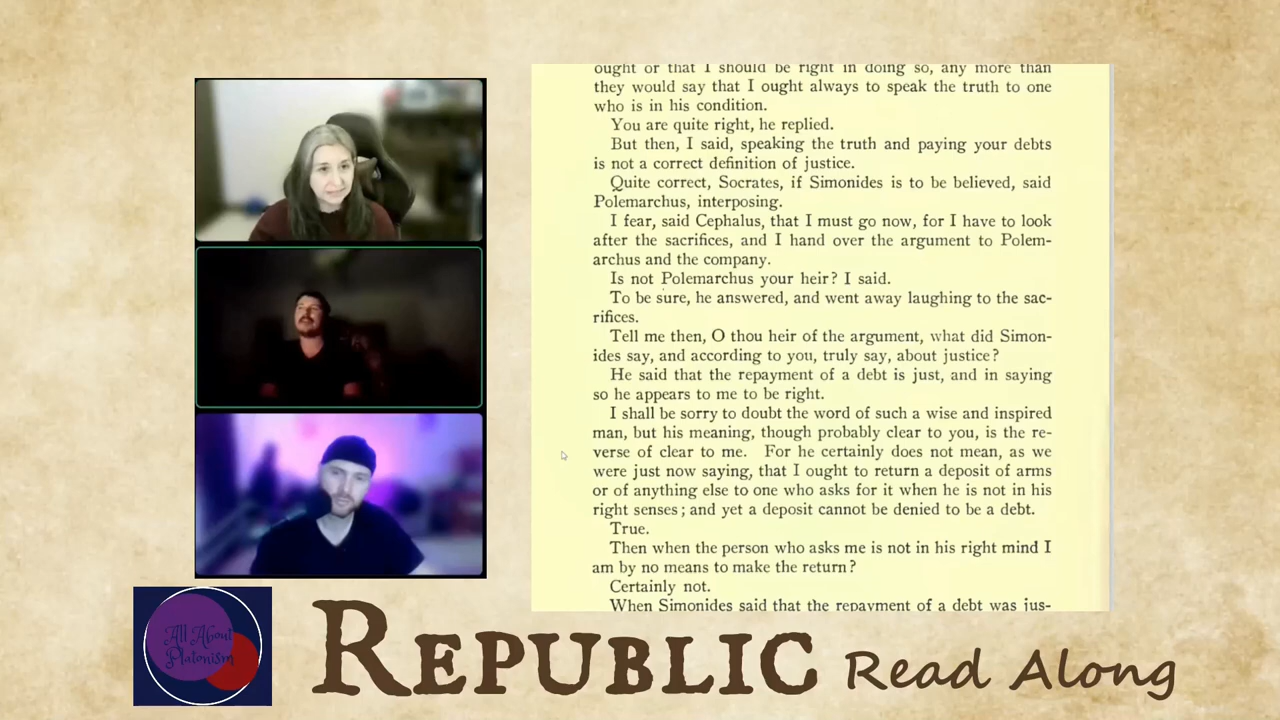 ought or that I should be right in doing so, any more than
they would say that I ought always to speak the truth to one
who is in his condition.
You are quite right, he replied.
But then, I said, speaking the truth and paying your debts
is not a correct definition of justice.
Quite correct, Socrates, if Simonides is to be believed, said
Polemarchus, interposing.
I fear, said Cephalus, that I must go now, for I have to look
after the sacrifices, and I hand over the argument to Polem-
archus and the company.
Is not Polemarchus your heir? I said.
To be sure, he answered, and went away laughing to the sac-
rifices.
Tell me then, O thou heir of the argument, what did Simon-
ides say, and according to you, truly say, about justice?
He said that the repayment of a debt is just, and in saying
so he appears to me to be right.
I shall be sorry to doubt the word of such a wise and inspired
man, but his meaning, though probably clear to you, is the re-
verse of clear to me. For he certainly does not mean, as we
were just now saying, that I ought to return a deposit of arms
or of anything else to one who asks for it when he is not in his
right senses; and yet a deposit cannot be denied to be a debt.
True.
Then when the person who asks me is not in his right mind I
am by no means to make the return?
Certainly not.
When Simonides said that the repayment of a debt was jus-
All About
Platonism
REPUBLIC Read Along